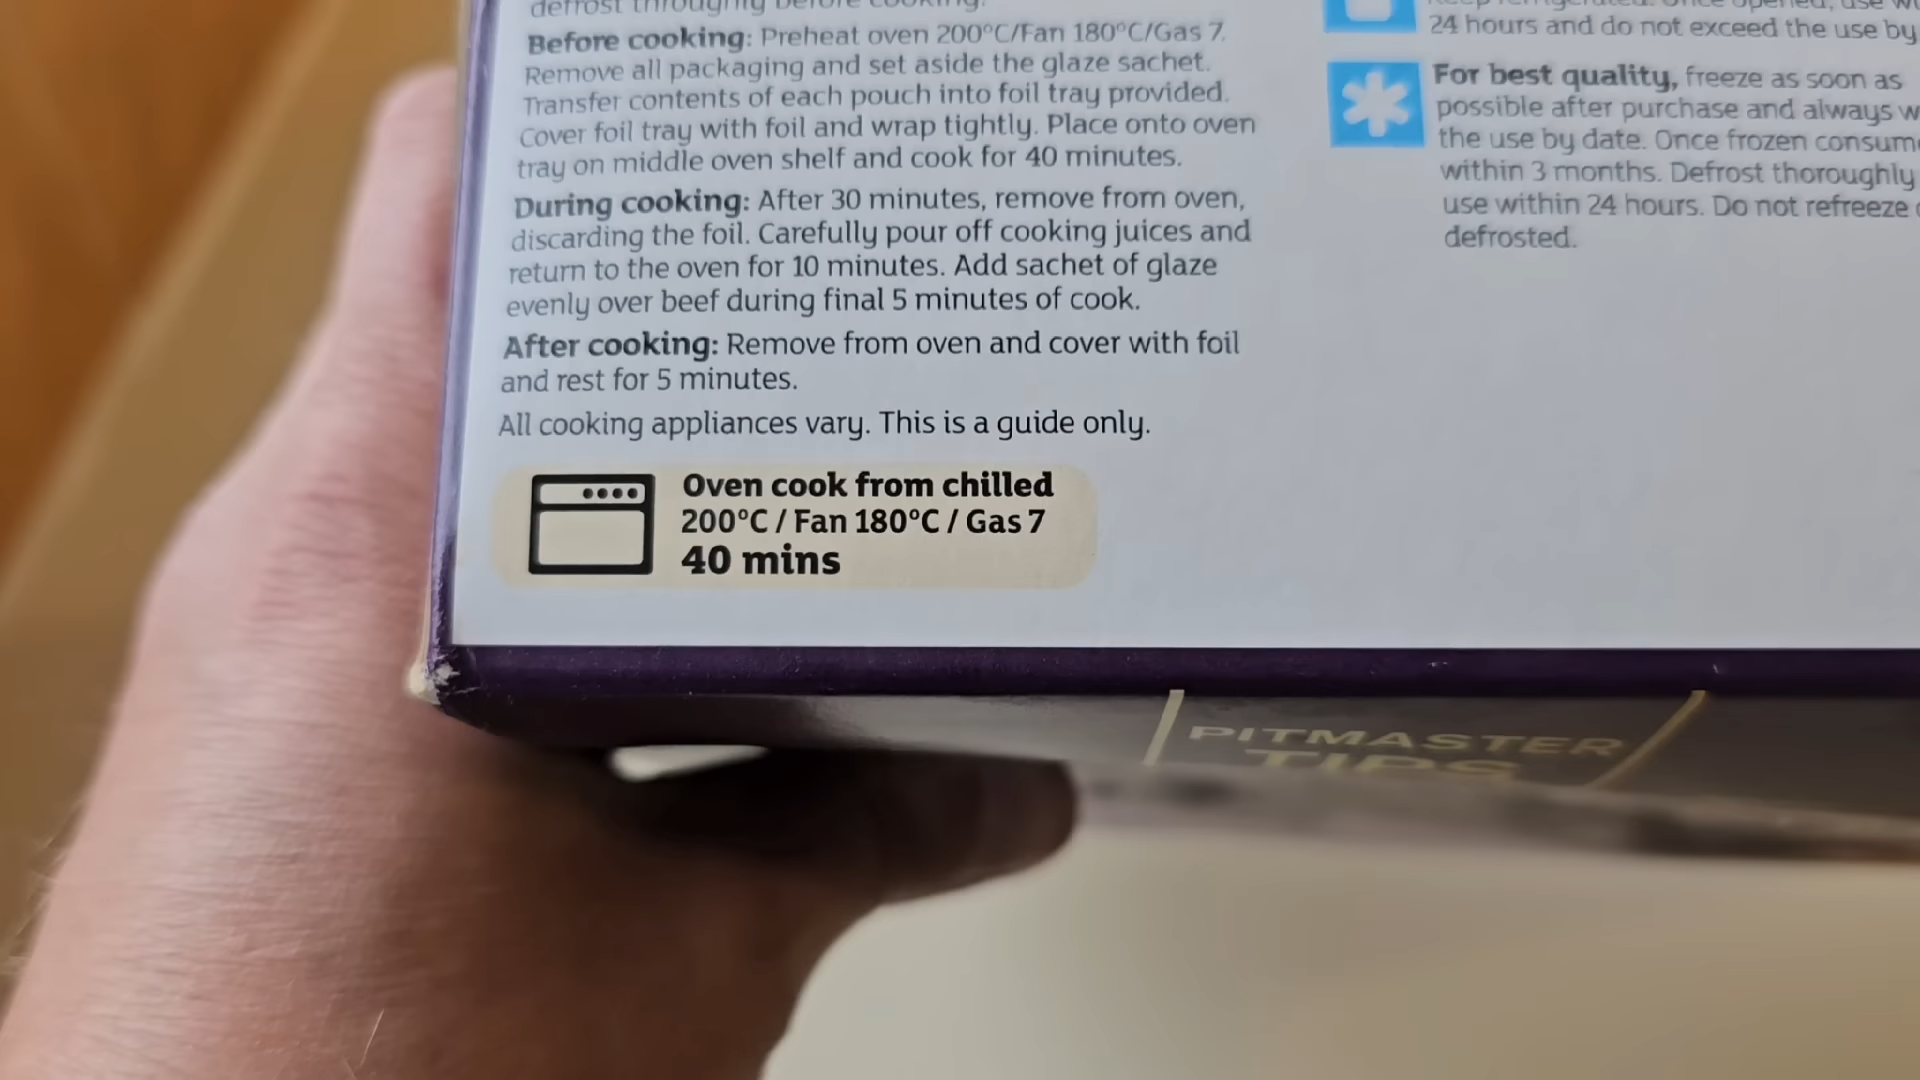 defrost throughly before cooking.
Before cooking: Preheat oven 200°C/Fan 180°C/Gas 7.
Remove all packaging and set aside the glaze sachet.
Transfer contents of each pouch into foil tray provided.
Cover foil tray with foil and wrap tightly. Place onto oven
tray on middle oven shelf and cook for 40 minutes.
During cooking: After 30 minutes, remove from oven,
discarding the foil. Carefully pour off cooking juices and
return to the oven for 10 minutes. Add sachet of glaze
evenly over beef during final 5 minutes of cook.
After cooking: Remove from oven and cover with foil
and rest for 5 minutes.
All cooking appliances vary. This is a guide only.
Oven cook from chilled
200°C / Fan 180°C / Gas 7
40 mins
24 hours and do not exceed the use by
For best quality, freeze as soon as
possible after purchase and always
the use by date. Once frozen
within 3 months. Defrost thoroughly
use within 24 hours. Do not refreeze
defrosted.
PITMASTER
TIPS